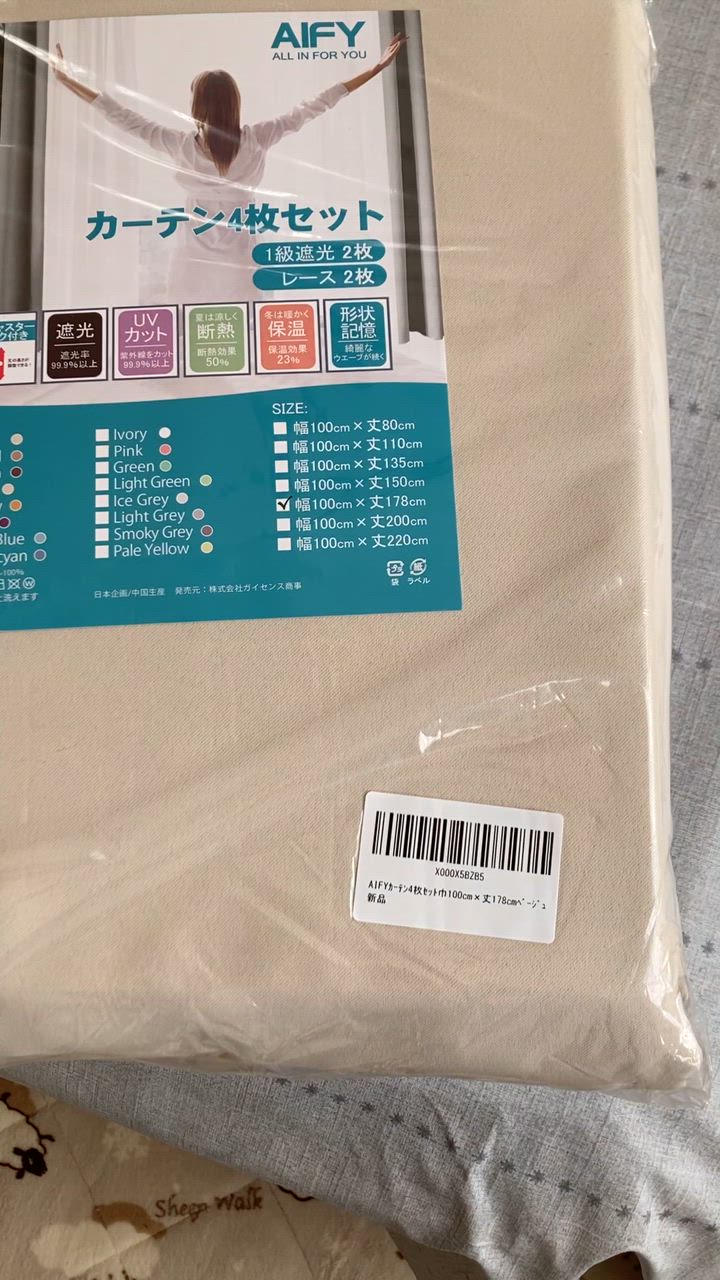 AIFY
ALL IN FOR YOU
カーテン4枚セット
1級遮光 2枚
レース 2枚
遮光
遮光率
99.9%以上
UV
カット
紫外線をカット
99.9%以上
夏は涼しく
断熱
断熱効果
50%
冬は暖かく
保温
保温効果
23%
形状
記憶
綺麗な
ウエーブが続く
Ivory
Pink
Green
Light Green
Ice Grey
Light Grey
Smoky Grey
Pale Yellow
SIZE:
幅100cm×丈80cm
幅100cm×丈110cm
幅100cm×丈135cm
幅100cm×丈150cm
幅100cm×丈178cm
幅100cm×丈200cm
幅100cm×丈220cm
プラ
袋
紙
ラベル
日本企画/中国生産 発売元：株式会社ガイセンス商事
X000X5BZB5
AIFYｶｰﾃﾝ4枚ｾｯﾄ巾100cm×丈178cmﾍﾞｰｼﾞｭ
新品
Sheep Walk